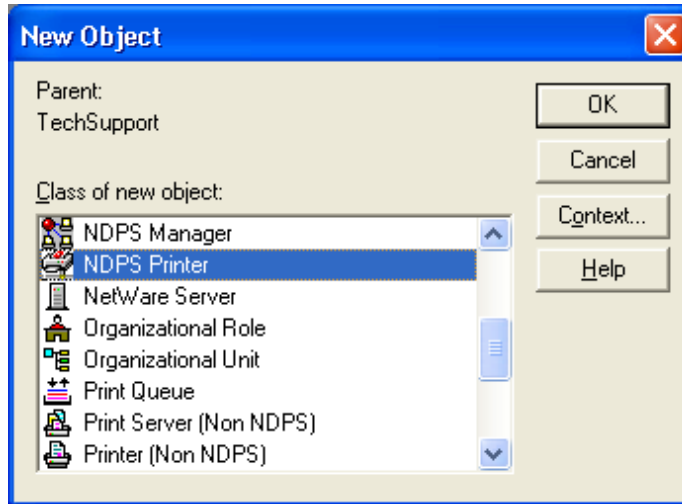 New Object
Parent:
TechSupport
Class of new object:
NDPS Manager
NDPS Printer
NetWare Server
Organizational Role
Organizational Unit
Print Queue
Print Server (Non NDPS)
Printer (Non NDPS)
OK
Cancel
Context...
Help